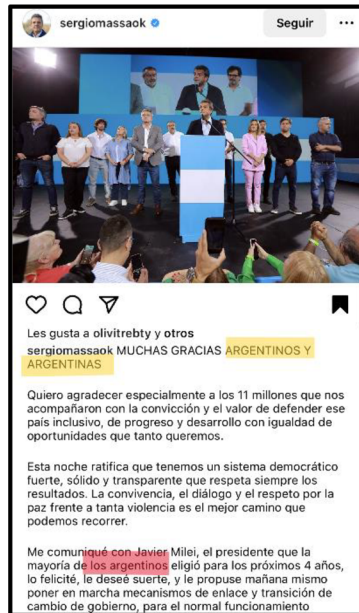 sergiomassaok
Seguir
Les gusta a olivitrebty y otros
sergiomassaok MUCHAS GRACIAS ARGENTINOS Y
ARGENTINAS
Quiero agradecer especialmente a los 11 millones que nos
acompañaron con la convicción y el valor de defender ese
país inclusivo, de progreso y desarrollo con igualdad de
oportunidades que tanto queremos.
Esta noche ratifica que tenemos un sistema democrático
fuerte, sólido y transparente que respeta siempre los
resultados. La convivencia, el diálogo y el respeto por la
paz frente a tanta violencia es el mejor camino que
podemos recorrer.
Me comuniqué con Javier Milei, el presidente que la
mayoría de los argentinos eligió para los próximos 4 años,
lo felicité, le deseé suerte, y le propuse mañana mismo
poner en marcha mecanismos de enlace y transición de
cambio de gobierno, para el normal funcionamiento